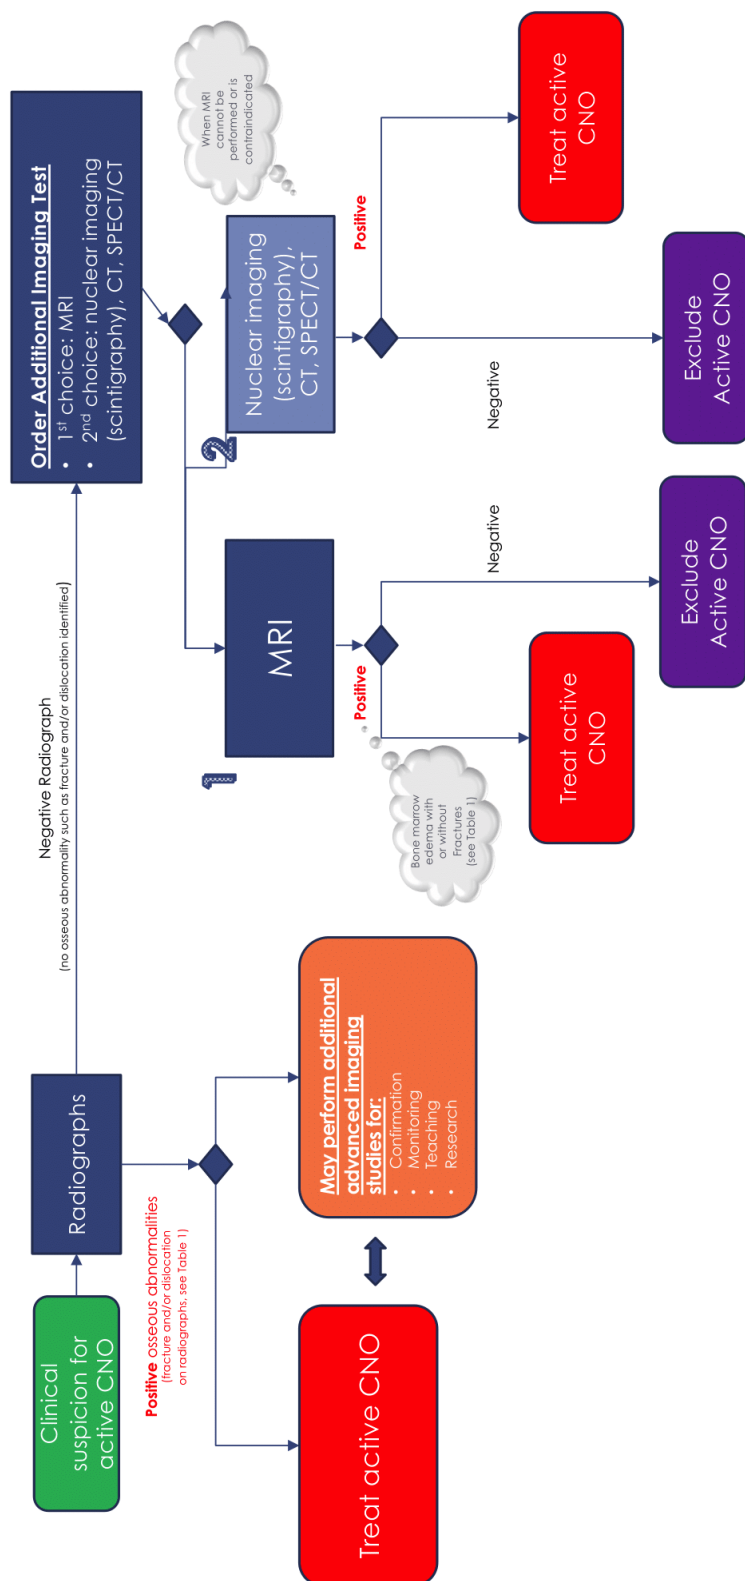 Clinical
suspicion for
active CNO
Radiographs
Negative Radiograph
(no osseous abnormality such as fracture and/or dislocation identified)
Order Additional Imaging Test
• 1st choice: MRI
• 2nd choice: nuclear imaging
(scintigraphy), CT, SPECT/CT
Positive osseous abnormalities
(fracture and/or dislocation
on radiographs, see Table 1)
Treat active CNO
May perform additional
advanced imaging
studies for:
• Confirmation
• Monitoring
• Teaching
• Research
1
MRI
2
Nuclear imaging
(scintigraphy),
CT, SPECT/CT
When MRI
cannot be
performed or is
contraindicated
Bone marrow
edema with
or without
Fractures
(see Table 1)
Positive
Negative
Treat active
CNO
Exclude
Active CNO
Negative
Positive
Exclude
Active CNO
Treat active
CNO